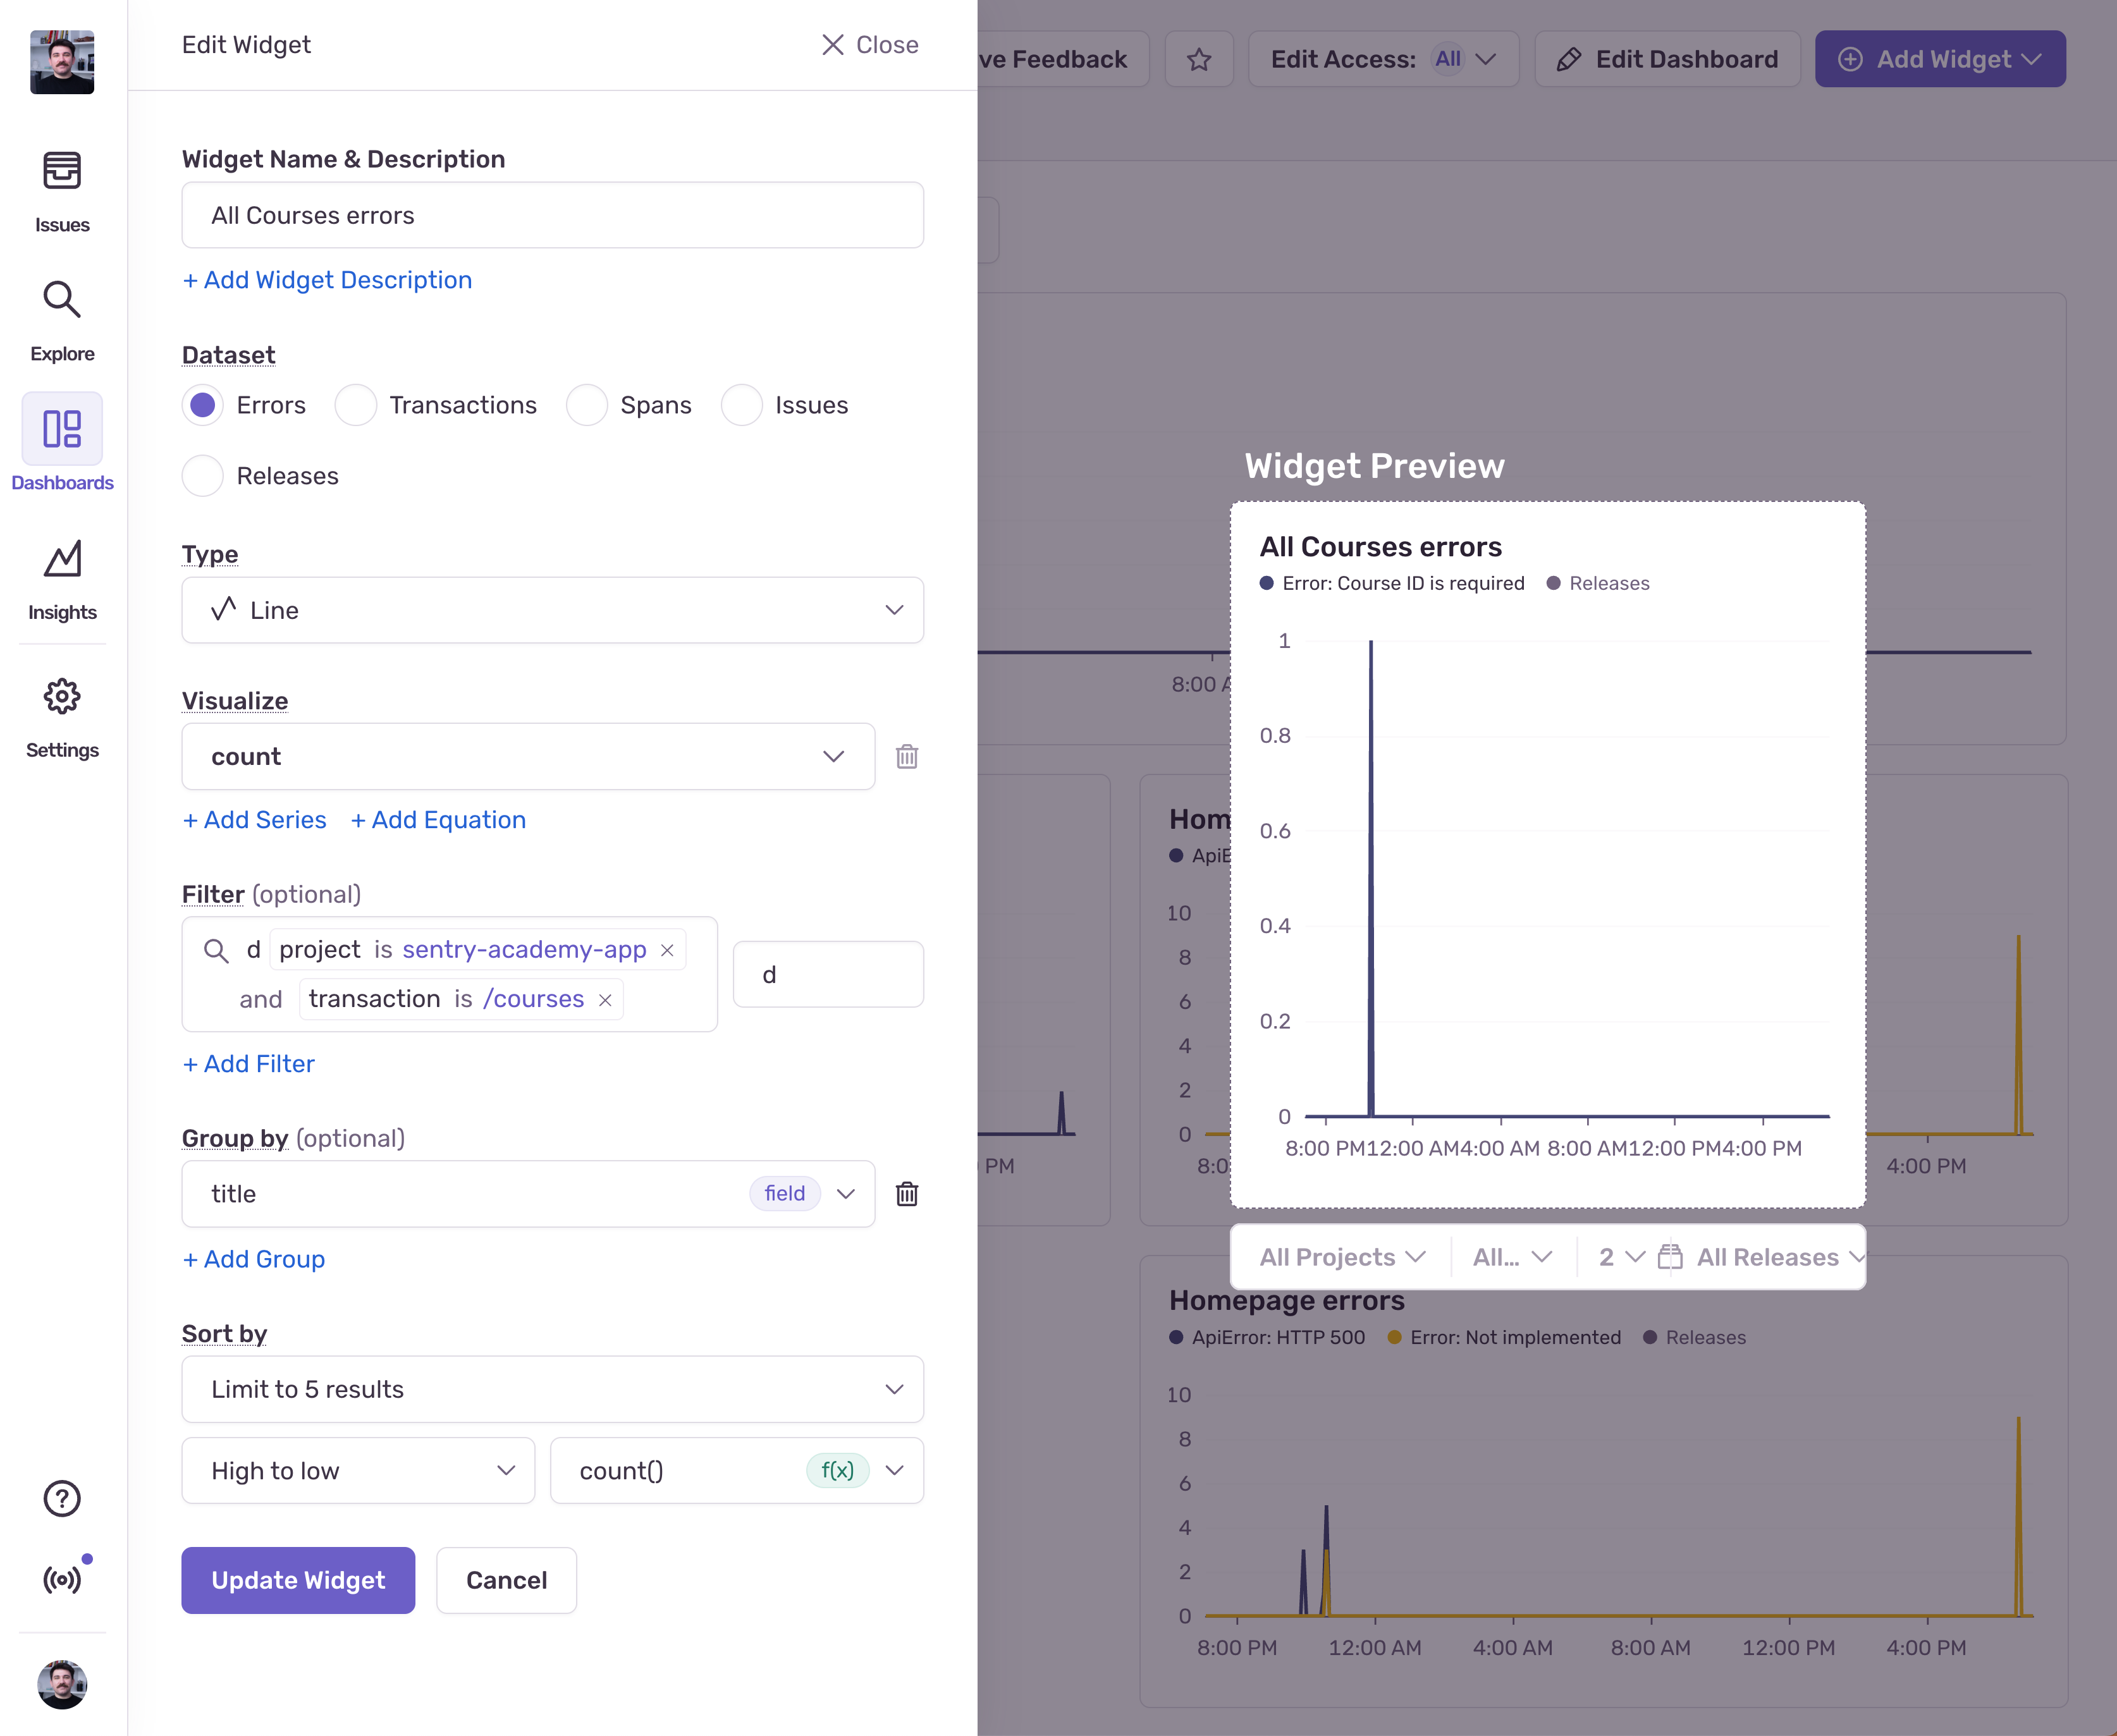 Edit Widget
Close
ve Feedback
Edit Access: All
Edit Dashboard
Add Widget
Issues
Explore
Dashboards
Insights
Settings
Widget Name & Description
All Courses errors
+ Add Widget Description
Dataset
Errors
Transactions
Spans
Issues
Releases
Type
Line
Visualize
count
+ Add Series
+ Add Equation
Filter (optional)
d project is sentry-academy-app
and transaction is /courses
d
+ Add Filter
Group by (optional)
title
field
+ Add Group
Sort by
Limit to 5 results
High to low
count()
f(x)
Update Widget
Cancel
Widget Preview
All Courses errors
Error: Course ID is required
Releases
1
0.8
0.6
0.4
0.2
0
8:00 PM
12:00 AM
4:00 AM
8:00 AM
12:00 PM
4:00 PM
All Projects
All...
2
All Releases
8:00 A
PM
Hom
ApiE
10
8
6
4
2
0
8:0
4:00 PM
Homepage errors
ApiError: HTTP 500
Error: Not implemented
Releases
10
8
6
4
2
0
8:00 PM
12:00 AM
4:00 AM
8:00 AM
12:00 PM
4:00 PM